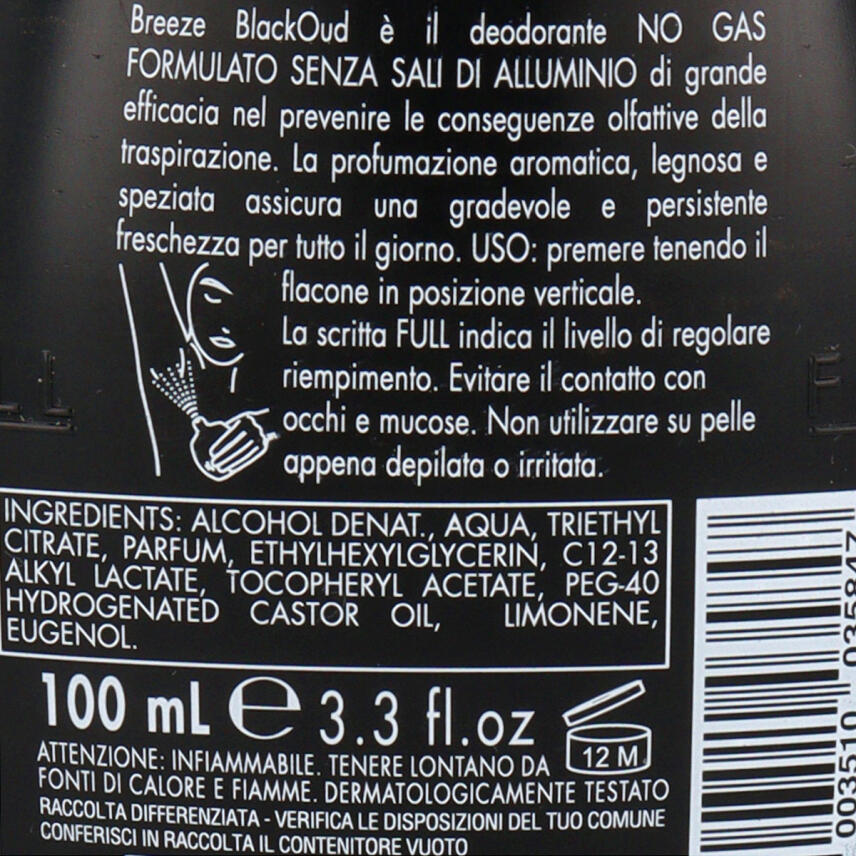 Breeze BlackOud è il deodorante NO GAS
FORMULATO SENZA SALI DI ALLUMINIO di grande
efficacia nel prevenire le conseguenze olfattive della
traspirazione. La profumazione aromatica, legnosa e
speziata assicura una gradevole e persistente
freschezza per tutto il giorno. USO: premere tenendo il
flacone in posizione verticale.
La scritta FULL indica il livello di regolare
riempimento. Evitare il contatto con
occhi e mucose. Non utilizzare su pelle
appena depilata o irritata.
INGREDIENTS: ALCOHOL DENAT., AQUA, TRIETHYL
CITRATE, PARFUM, ETHYLHEXYLGLYCERIN, C12-13
ALKYL LACTATE, TOCOPHERYL ACETATE, PEG-40
HYDROGENATED CASTOR OIL, LIMONENE,
EUGENOL.
100 mL e 3.3 fl.oz
12 M
ATTENZIONE: INFIAMMABILE. TENERE LONTANO DA
FONTI DI CALORE E FIAMME. DERMATOLOGICAMENTE TESTATO
RACCOLTA DIFFERENZIATA - VERIFICA LE DISPOSIZIONI DEL TUO COMUNE
CONFERISCI IN RACCOLTA IL CONTENITORE VUOTO
003510 035847